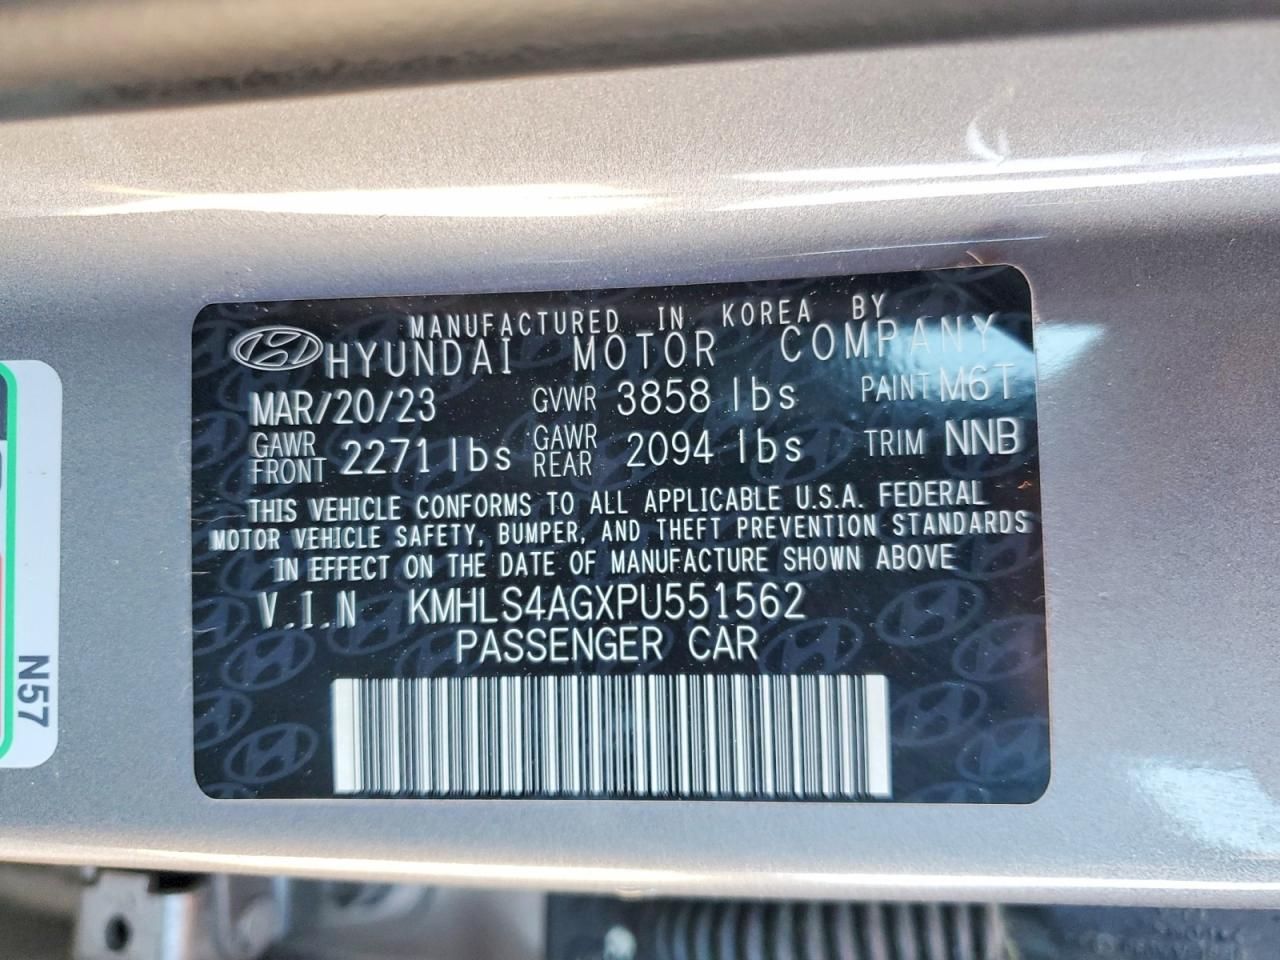 MANUFACTURED IN KOREA BY
HYUNDAI MOTOR COMPANY
MAR/20/23 GVWR 3858 lbs PAINT M6T
GAWR FRONT 2271 lbs GAWR REAR 2094 lbs TRIM NNB
THIS VEHICLE CONFORMS TO ALL APPLICABLE U.S.A. FEDERAL
MOTOR VEHICLE SAFETY, BUMPER, AND THEFT PREVENTION STANDARDS
IN EFFECT ON THE DATE OF MANUFACTURE SHOWN ABOVE
V.I.N KMHLS4AGXPU551562
PASSENGER CAR
N57